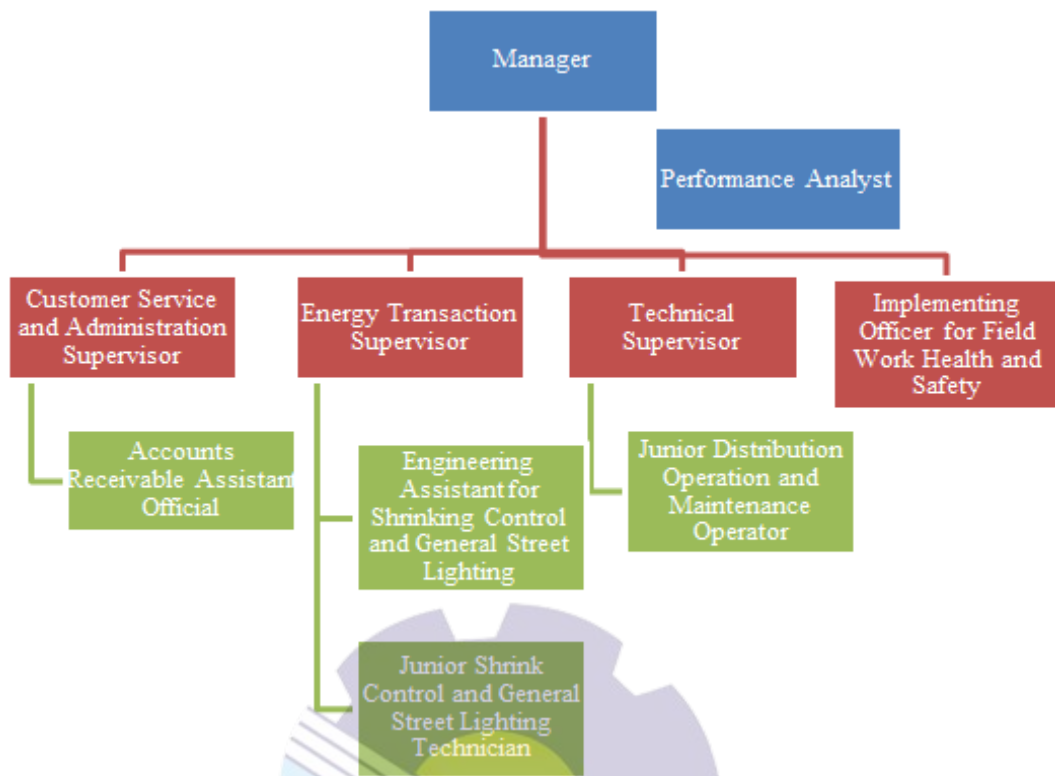 Manager
Performance Analyst
Customer Service
and Administration
Supervisor
Energy Transaction
Supervisor
Technical
Supervisor
Implementing
Officer for Field
Work Health and
Safety
Accounts
Receivable Assistant
Official
Engineering
Assistant for
Shrinking Control
and General Street
Lighting
Junior Distribution
Operation and
Maintenance
Operator
Junior Shrink
Control and General
Street Lighting
Technician